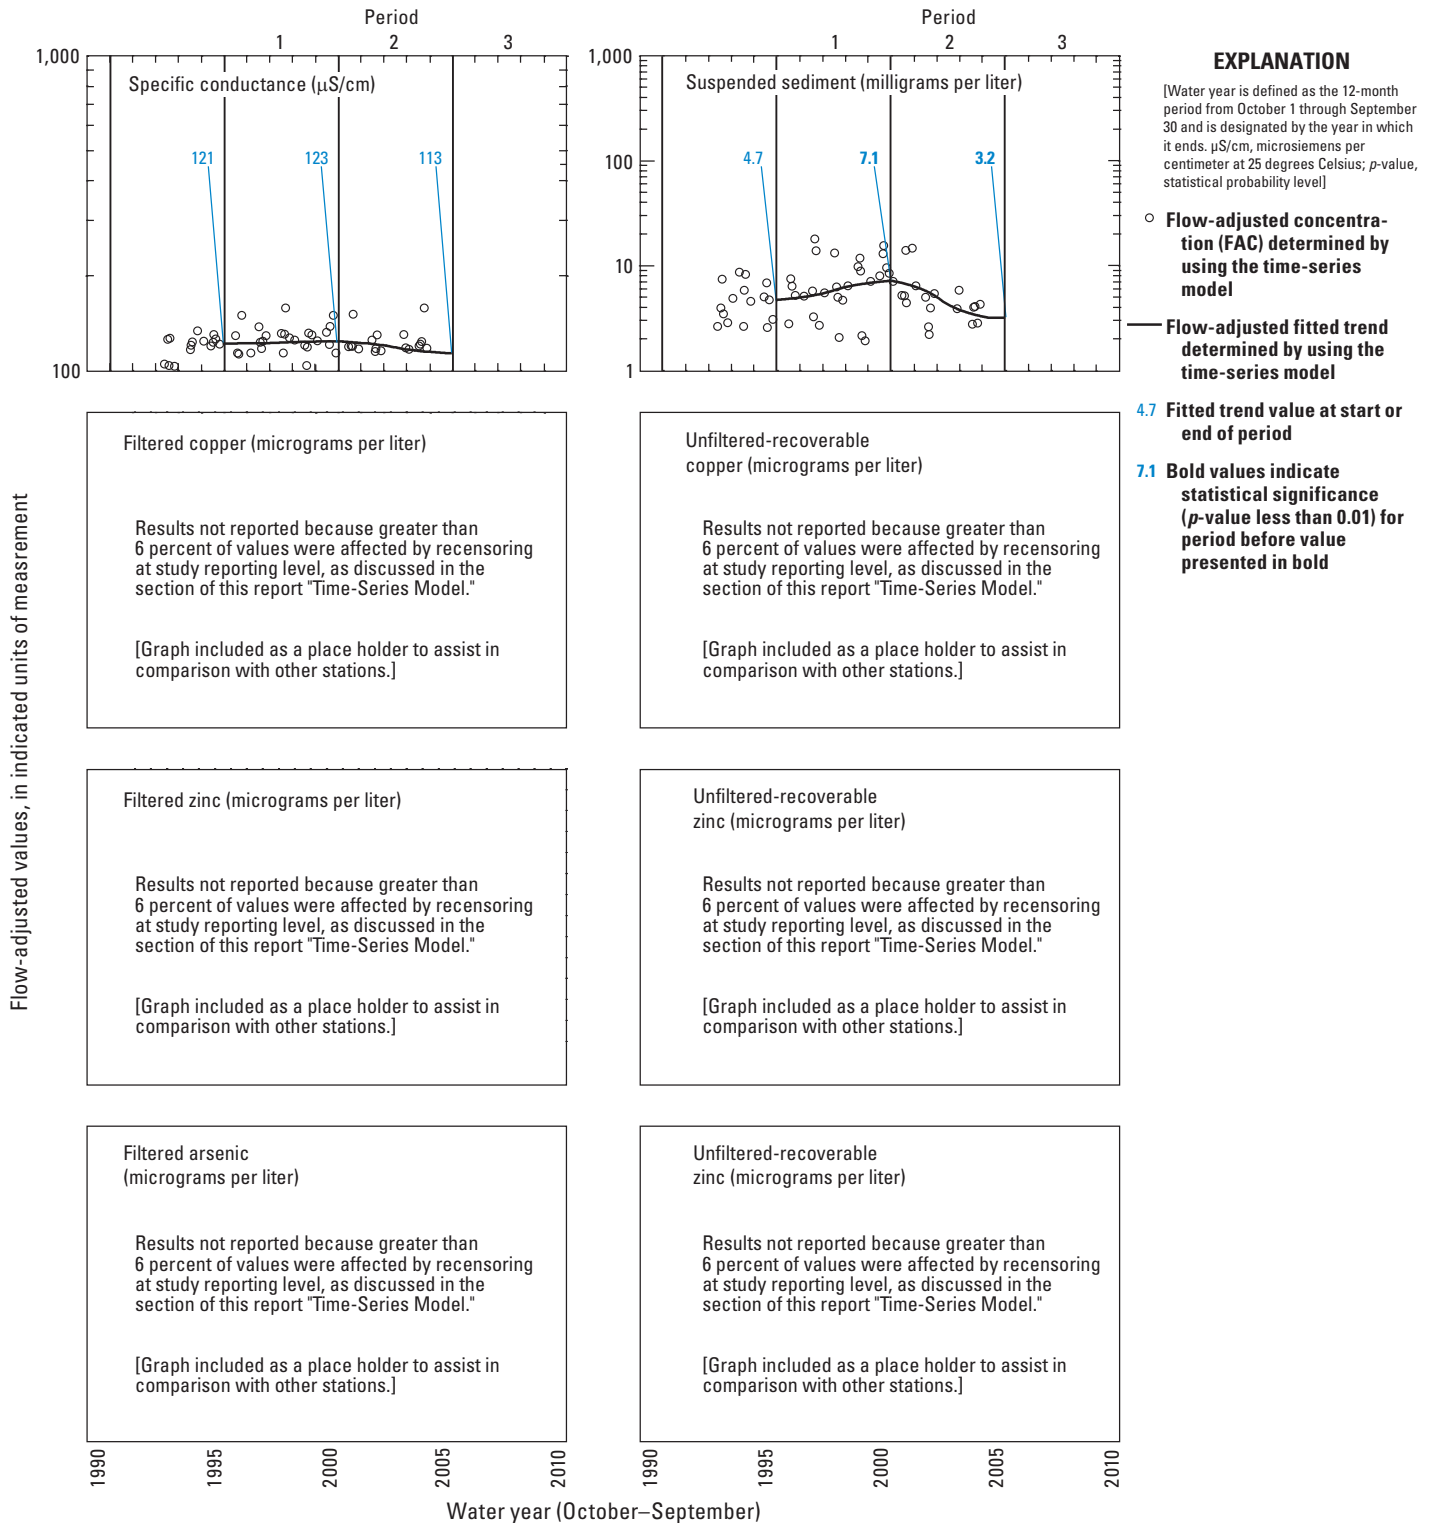 Period
1
2
3
1,000
Specific conductance (µS/cm)
121
123
113
100
Period
1
2
3
1,000
Suspended sediment (milligrams per liter)
100
4.7
7.1
3.2
10
1
EXPLANATION
[Water year is defined as the 12-month
period from October 1 through September
30 and is designated by the year in which
it ends. µS/cm, microsiemens per
centimeter at 25 degrees Celsius; p-value,
statistical probability level]
Flow-adjusted concentra-
tion (FAC) determined by
using the time-series
model
Flow-adjusted fitted trend
determined by using the
time-series model
4.7 Fitted trend value at start or
end of period
7.1 Bold values indicate
statistical significance
(p-value less than 0.01) for
period before value
presented in bold
Flow-adjusted values, in indicated units of measrement
Filtered copper (micrograms per liter)
Results not reported because greater than
6 percent of values were affected by recensoring
at study reporting level, as discussed in the
section of this report "Time-Series Model."
[Graph included as a place holder to assist in
comparison with other stations.]
Unfiltered-recoverable
copper (micrograms per liter)
Results not reported because greater than
6 percent of values were affected by recensoring
at study reporting level, as discussed in the
section of this report "Time-Series Model."
[Graph included as a place holder to assist in
comparison with other stations.]
Filtered zinc (micrograms per liter)
Results not reported because greater than
6 percent of values were affected by recensoring
at study reporting level, as discussed in the
section of this report "Time-Series Model."
[Graph included as a place holder to assist in
comparison with other stations.]
Unfiltered-recoverable
zinc (micrograms per liter)
Results not reported because greater than
6 percent of values were affected by recensoring
at study reporting level, as discussed in the
section of this report "Time-Series Model."
[Graph included as a place holder to assist in
comparison with other stations.]
Filtered arsenic
(micrograms per liter)
Results not reported because greater than
6 percent of values were affected by recensoring
at study reporting level, as discussed in the
section of this report "Time-Series Model."
[Graph included as a place holder to assist in
comparison with other stations.]
Unfiltered-recoverable
zinc (micrograms per liter)
Results not reported because greater than
6 percent of values were affected by recensoring
at study reporting level, as discussed in the
section of this report "Time-Series Model."
[Graph included as a place holder to assist in
comparison with other stations.]
1990
1995
2000
2005
2010
1990
1995
2000
2005
2010
Water year (October–September)